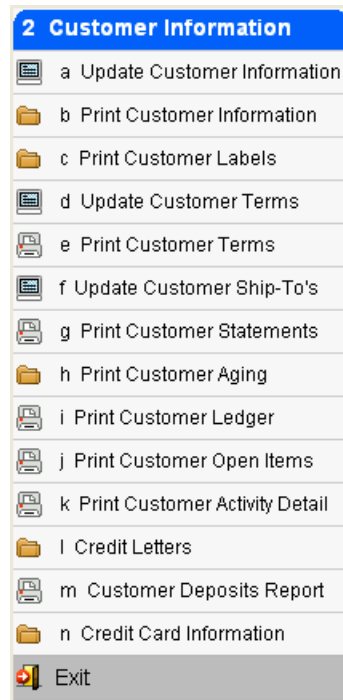 2 Customer Information
a Update Customer Information
b Print Customer Information
c Print Customer Labels
d Update Customer Terms
e Print Customer Terms
f Update Customer Ship-To's
g Print Customer Statements
h Print Customer Aging
i Print Customer Ledger
j Print Customer Open Items
k Print Customer Activity Detail
l Credit Letters
m Customer Deposits Report
n Credit Card Information
Exit